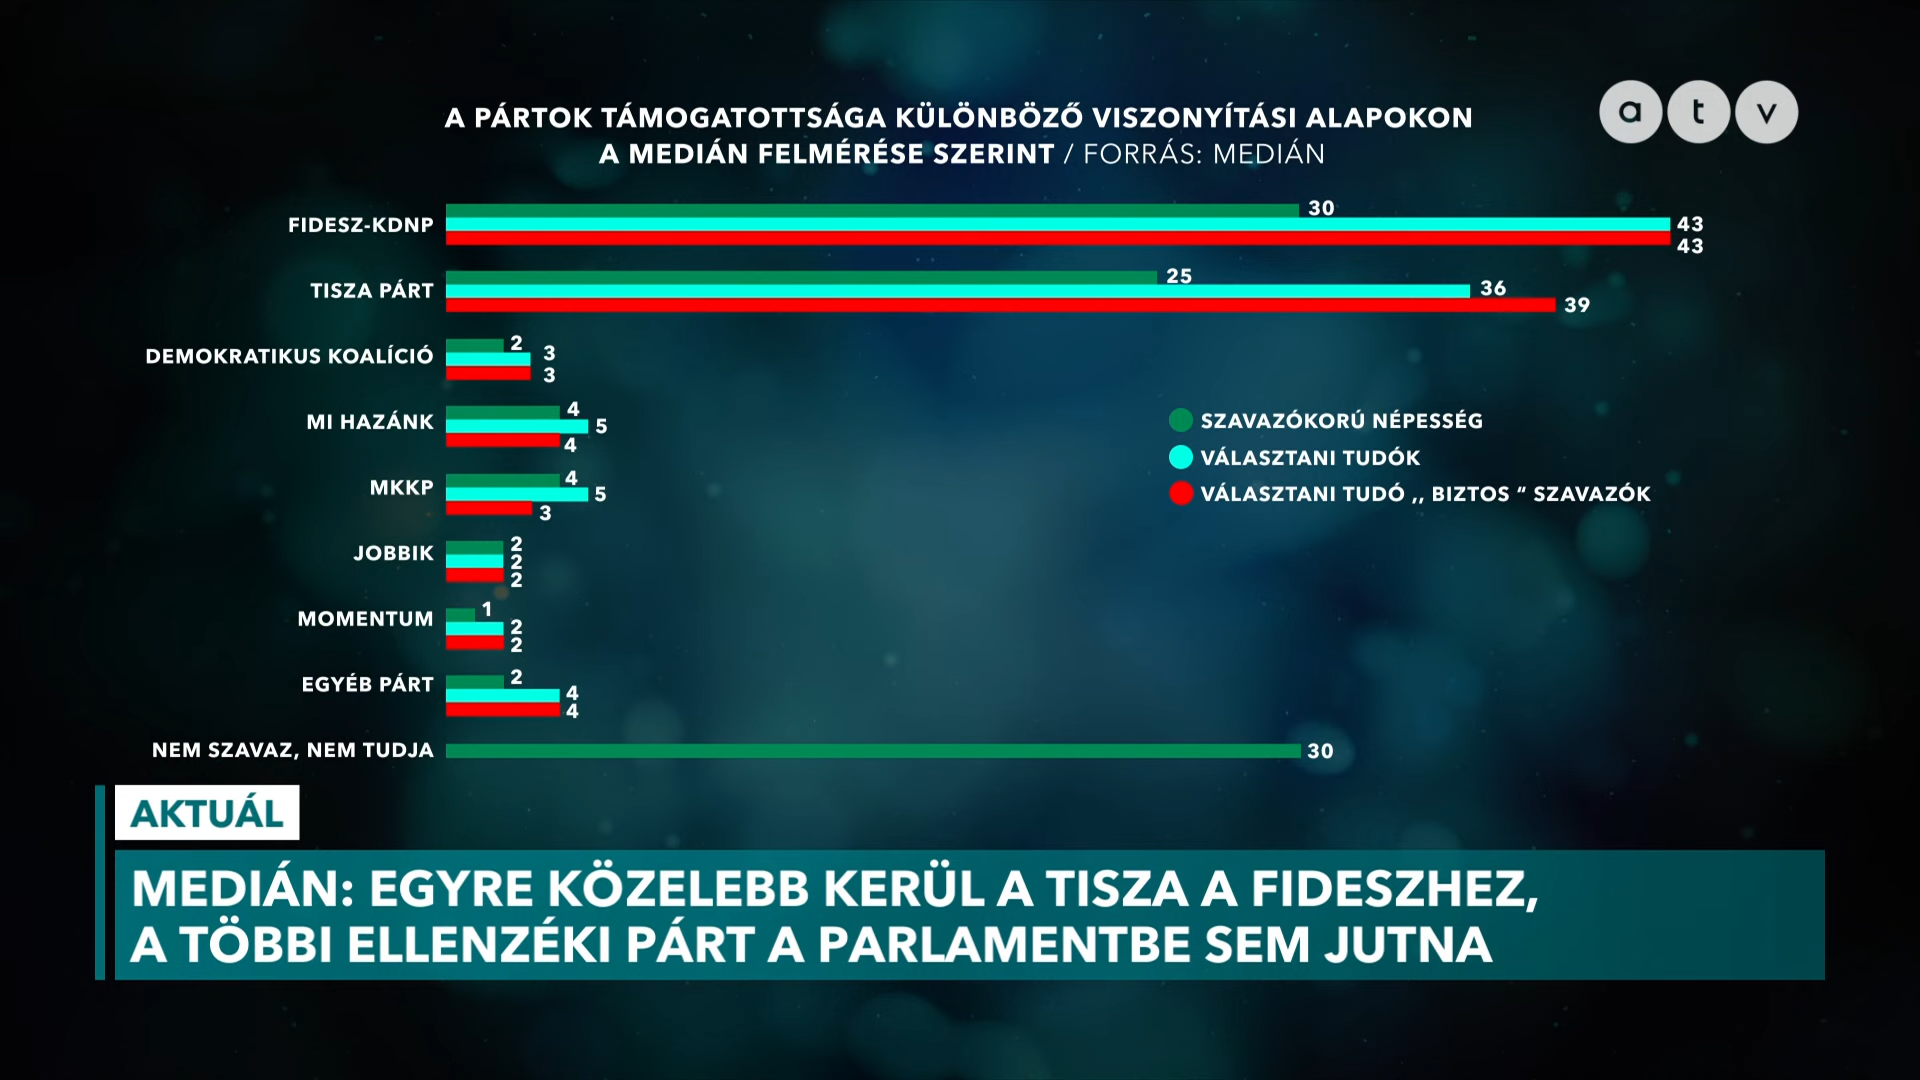 A PÁRTOK TÁMOGATOTTSÁGA KÜLÖNBÖZŐ VISZONYÍTÁSI ALAPOKON
A MEDIÁN FELMÉRÉSE SZERINT / FORRÁS: MEDIÁN
a t v
FIDESZ-KDNP
30
43
43
TISZA PÁRT
25
36
39
DEMOKRATIKUS KOALÍCIÓ
2
3
3
MI HAZÁNK
4
5
4
MKKP
4
5
3
JOBBIK
2
2
2
MOMENTUM
1
2
2
EGYÉB PÁRT
2
4
4
NEM SZAVAZ, NEM TUDJA
30
SZAVAZÓKORÚ NÉPESSÉG
VÁLASZTANI TUDÓK
VÁLASZTANI TUDÓ ,, BIZTOS “ SZAVAZÓK
AKTUÁL
MEDIÁN: EGYRE KÖZELEBB KERÜL A TISZA A FIDESZHEZ,
A TÖBBI ELLENZÉKI PÁRT A PARLAMENTBE SEM JUTNA